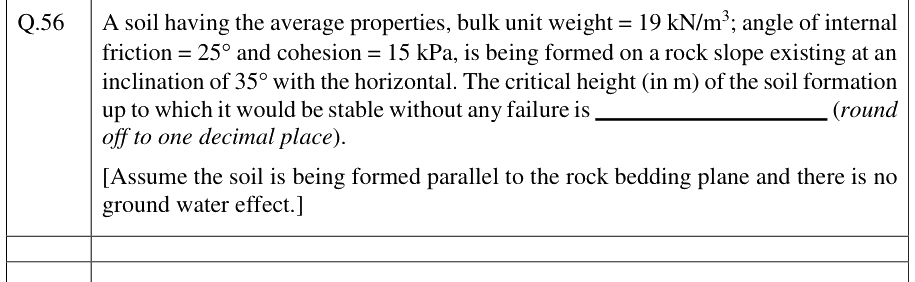 Q.56 A soil having the average properties, bulk unit weight = 19 kN/m³; angle of internal
friction = 25° and cohesion = 15 kPa, is being formed on a rock slope existing at an
inclination of 35° with the horizontal. The critical height (in m) of the soil formation
up to which it would be stable without any failure is ____________________ (round
off to one decimal place).
[Assume the soil is being formed parallel to the rock bedding plane and there is no
ground water effect.]